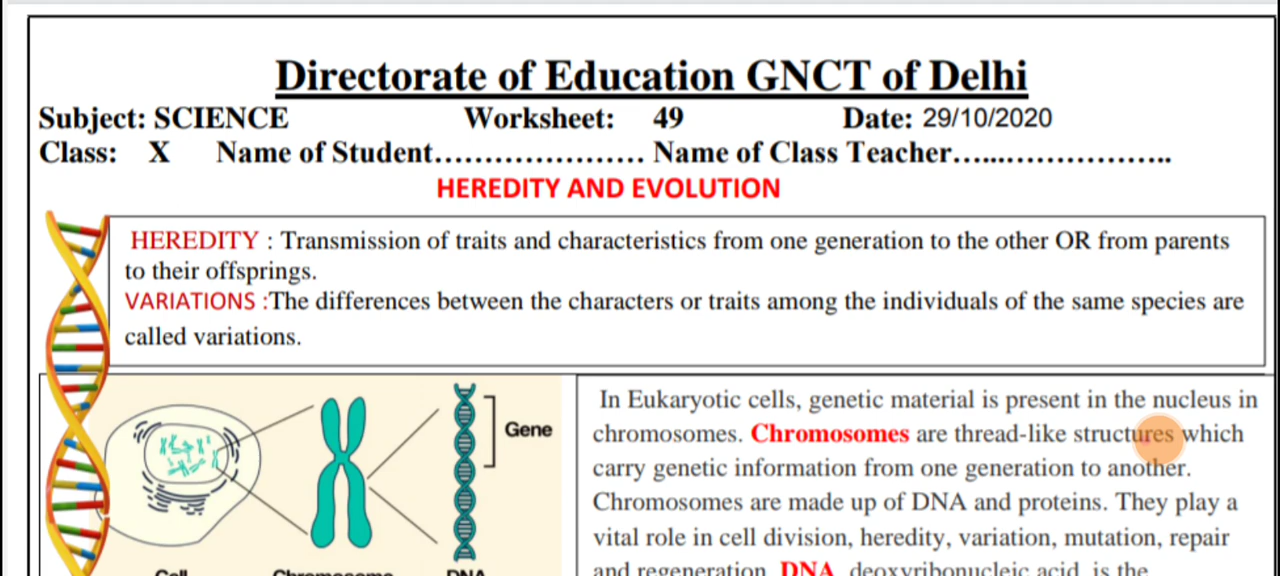 Directorate of Education GNCT of Delhi
Subject: SCIENCE Worksheet: 49 Date: 29/10/2020
Class: X Name of Student………………… Name of Class Teacher…...……………..
HEREDITY AND EVOLUTION
HEREDITY : Transmission of traits and characteristics from one generation to the other OR from parents
to their offsprings.
VARIATIONS :The differences between the characters or traits among the individuals of the same species are
called variations.
Gene
Cell Chromosome DNA
In Eukaryotic cells, genetic material is present in the nucleus in
chromosomes. Chromosomes are thread-like structures which
carry genetic information from one generation to another.
Chromosomes are made up of DNA and proteins. They play a
vital role in cell division, heredity, variation, mutation, repair
and regeneration. DNA, deoxyribonucleic acid, is the